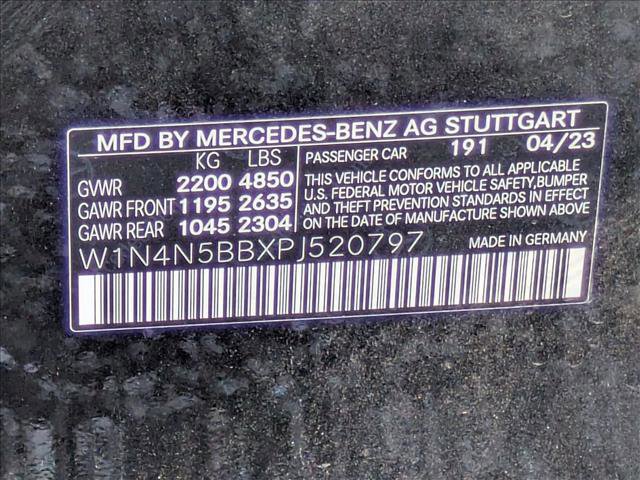 MFD BY MERCEDES-BENZ AG STUTTGART
KG LBS
GVWR 2200 4850
GAWR FRONT 1195 2635
GAWR REAR 1045 2304
PASSENGER CAR 191 04/23
THIS VEHICLE CONFORMS TO ALL APPLICABLE
U.S. FEDERAL MOTOR VEHICLE SAFETY,BUMPER
AND THEFT PREVENTION STANDARDS IN EFFECT
ON THE DATE OF MANUFACTURE SHOWN ABOVE.
W1N4N5BBXPJ520797 MADE IN GERMANY